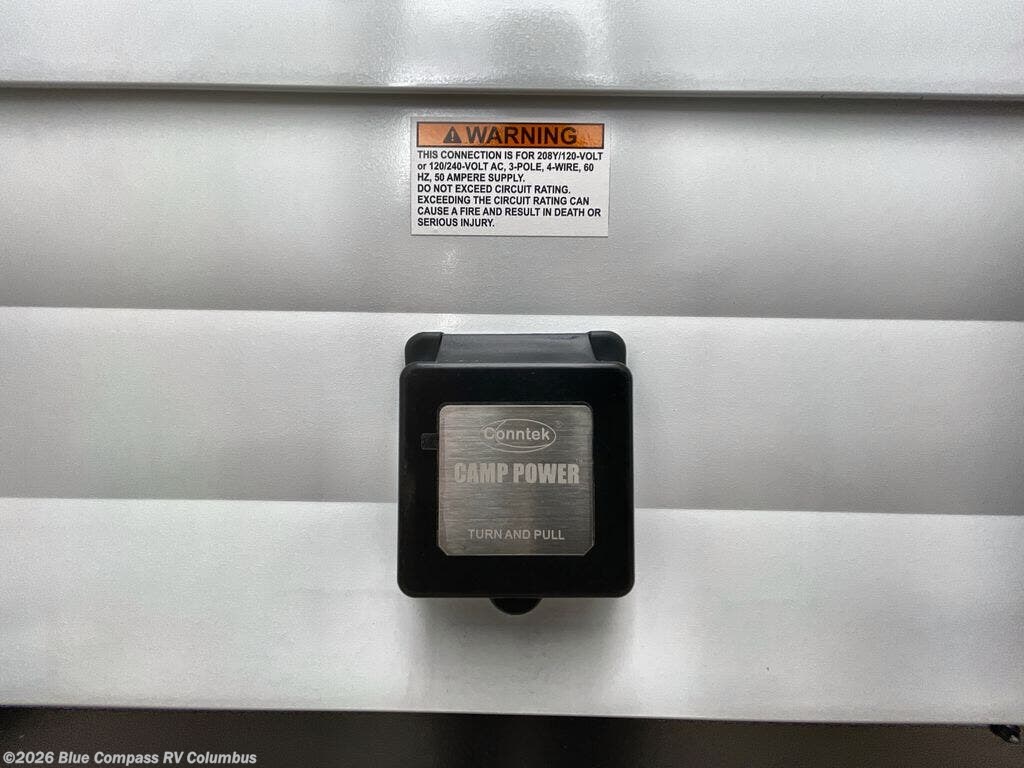 WARNING
THIS CONNECTION IS FOR 208Y/120-VOLT
or 120/240-VOLT AC, 3-POLE, 4-WIRE, 60
HZ, 50 AMPERE SUPPLY.
DO NOT EXCEED CIRCUIT RATING.
EXCEEDING THE CIRCUIT RATING CAN
CAUSE A FIRE AND RESULT IN DEATH OR
SERIOUS INJURY.
Conntek
CAMP POWER
TURN AND PULL
©2026 Blue Compass RV Columbus